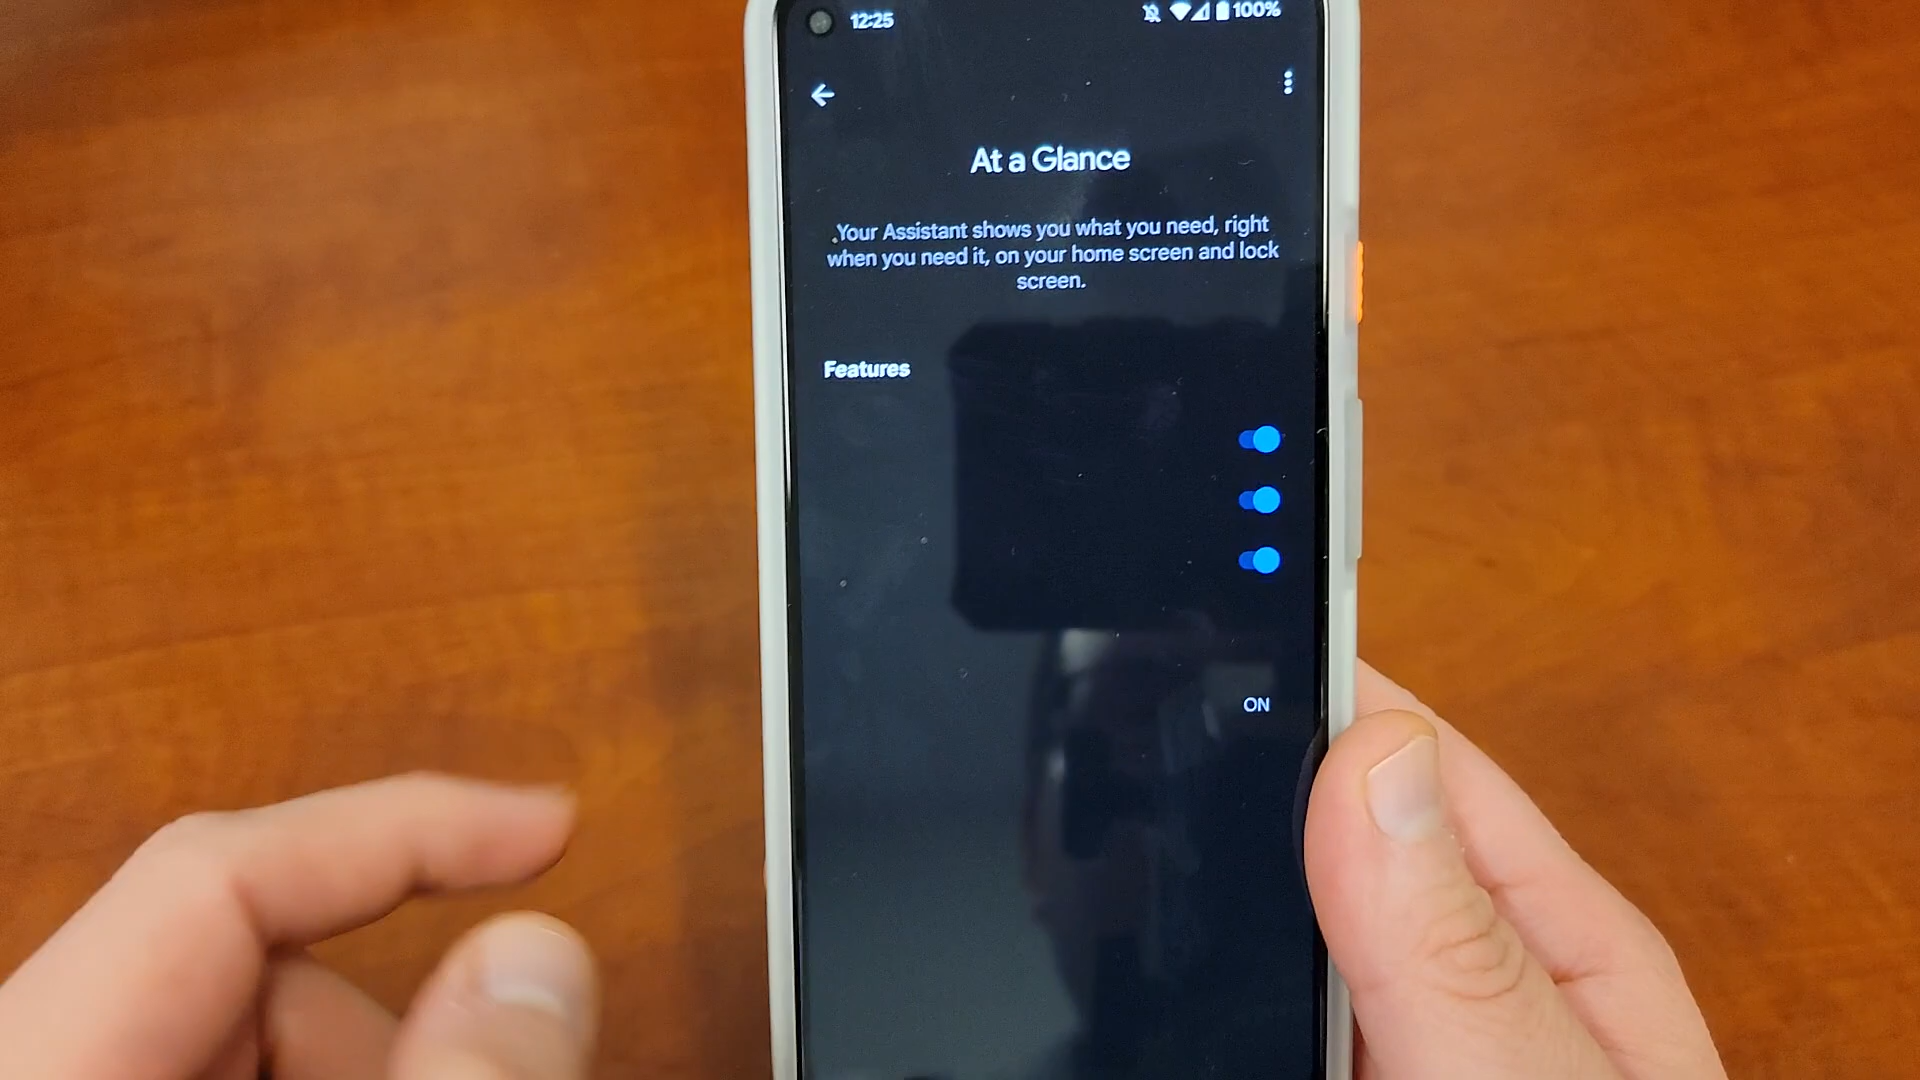 12:25
100%
At a Glance
Your Assistant shows you what you need, right
when you need it, on your home screen and lock
screen.
Features
ON